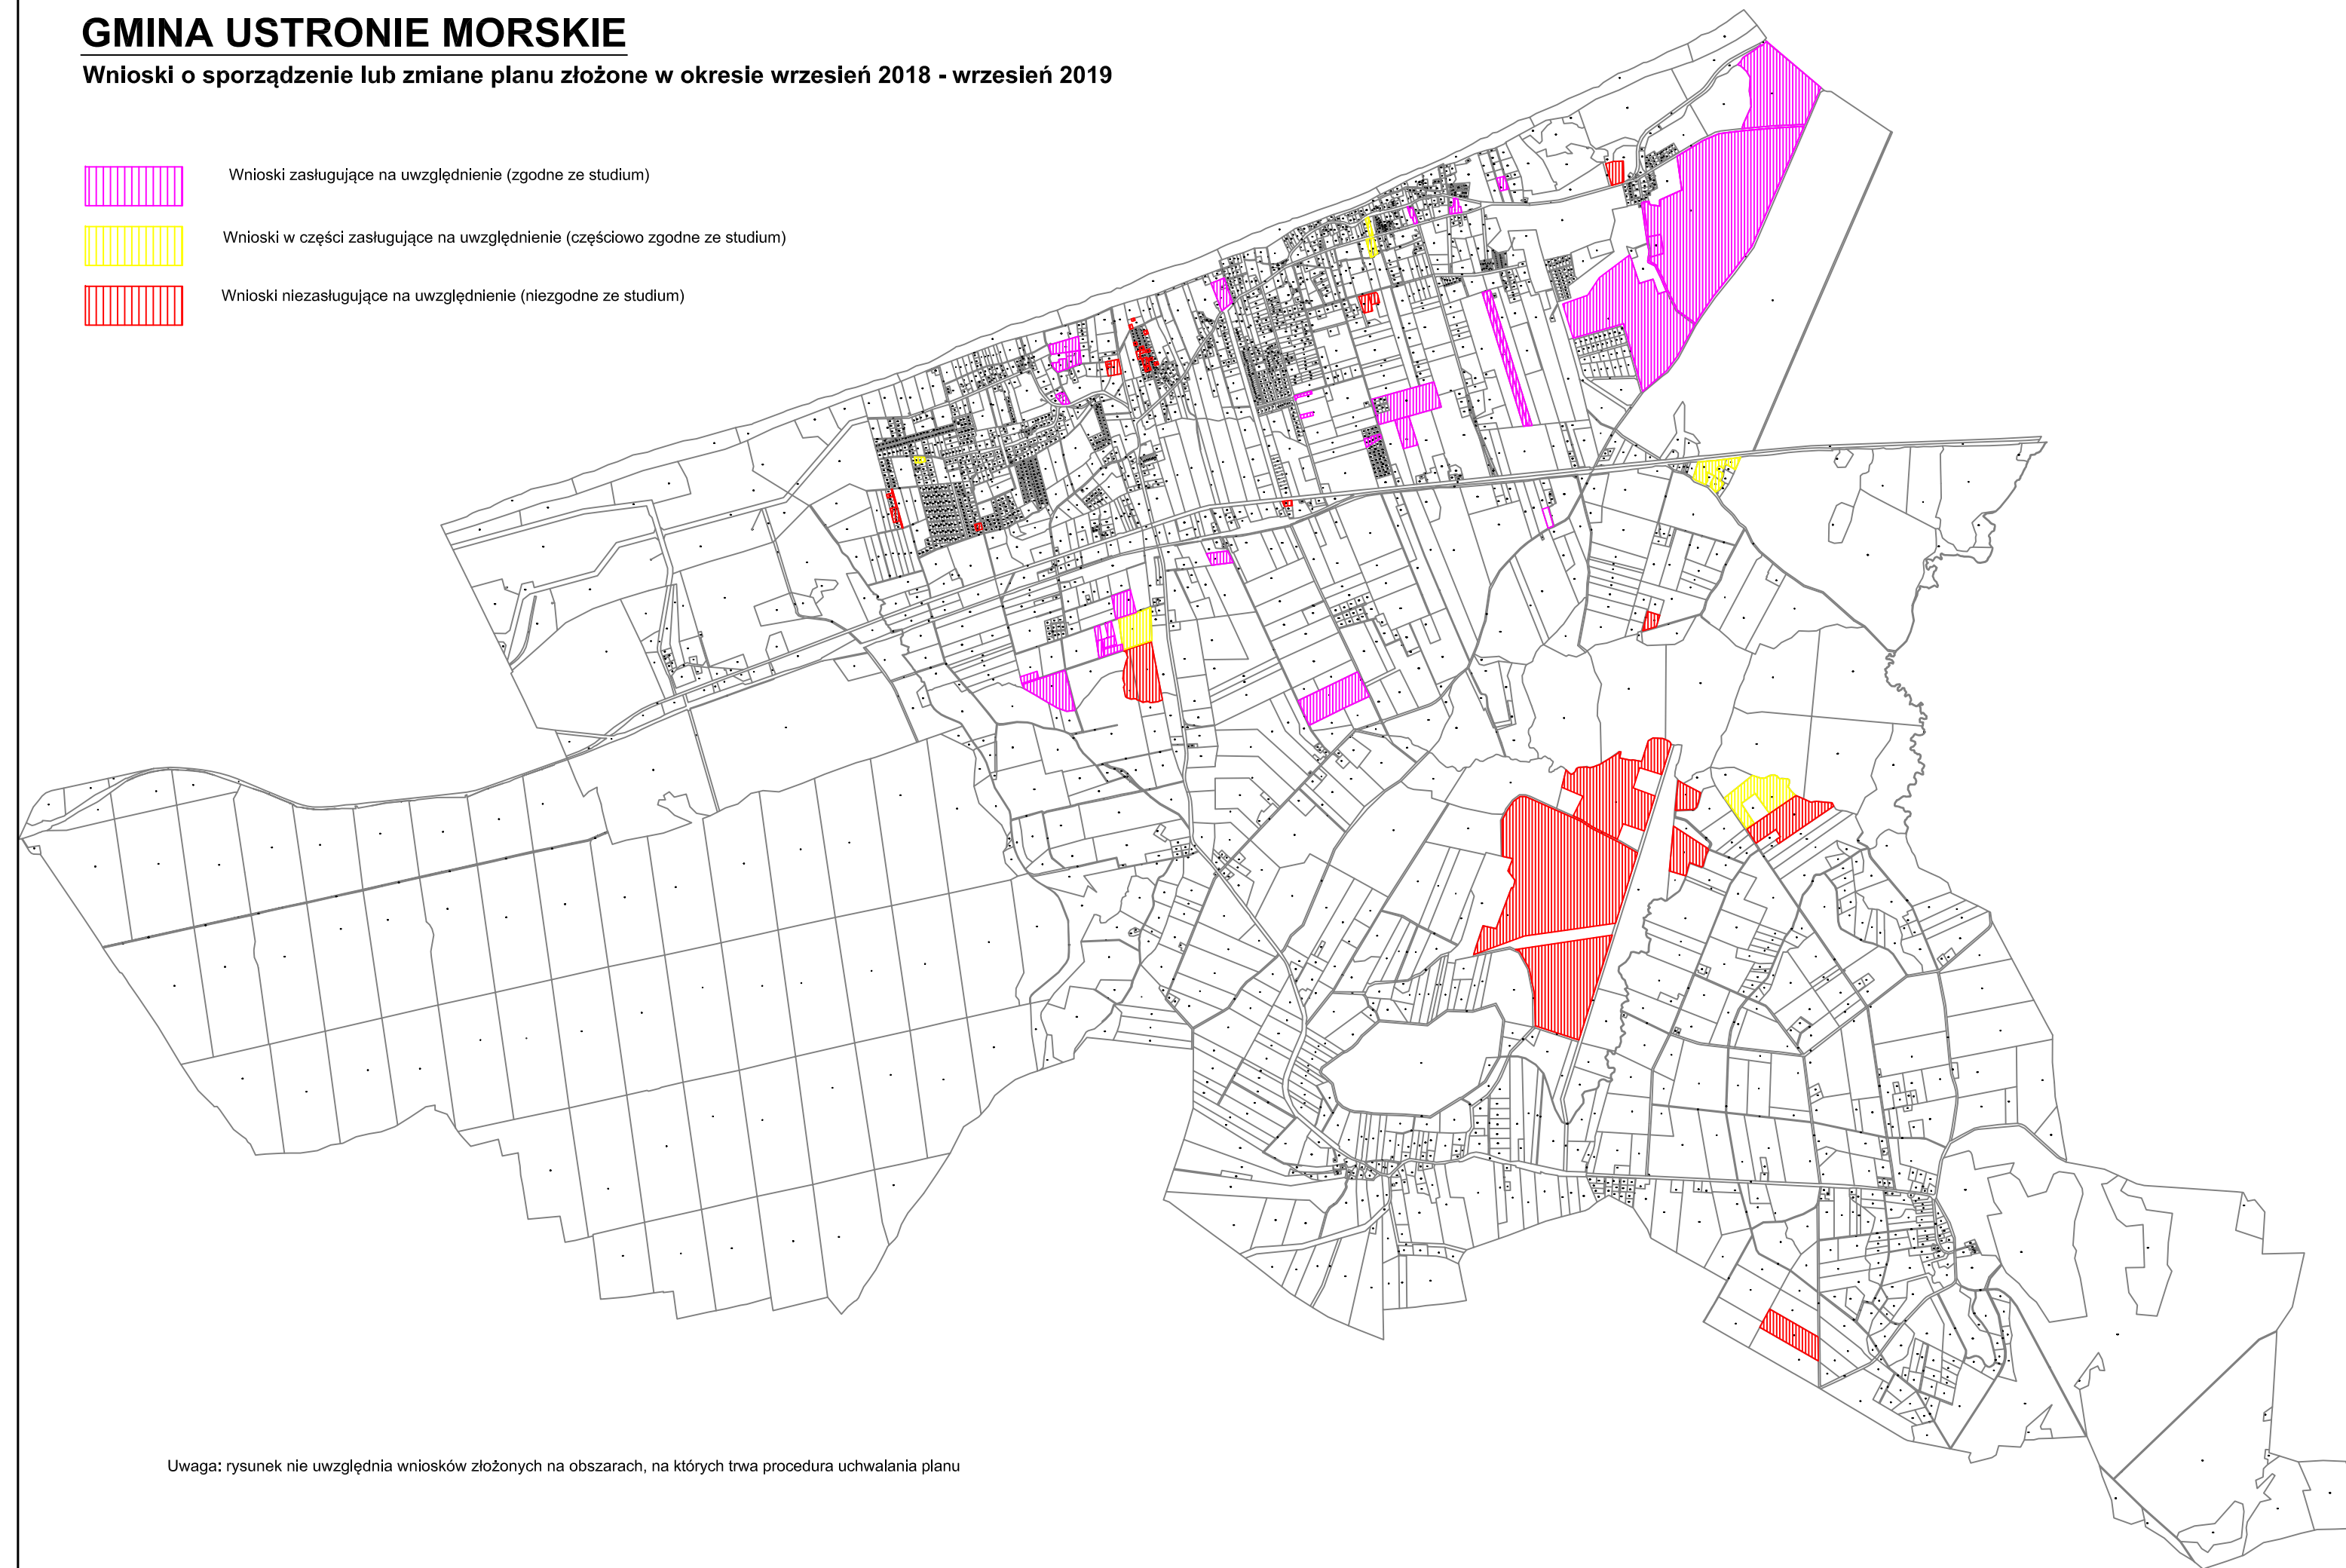 GMINA USTRONIE MORSKIE
Wnioski o sporządzenie lub zmiane planu złożone w okresie wrzesień 2018 - wrzesień 2019
Wnioski zasługujące na uwzględnienie (zgodne ze studium)
Wnioski w części zasługujące na uwzględnienie (częściowo zgodne ze studium)
Wnioski niezasługujące na uwzględnienie (niezgodne ze studium)
Uwaga: rysunek nie uwzględnia wniosków złożonych na obszarach, na których trwa procedura uchwalania planu